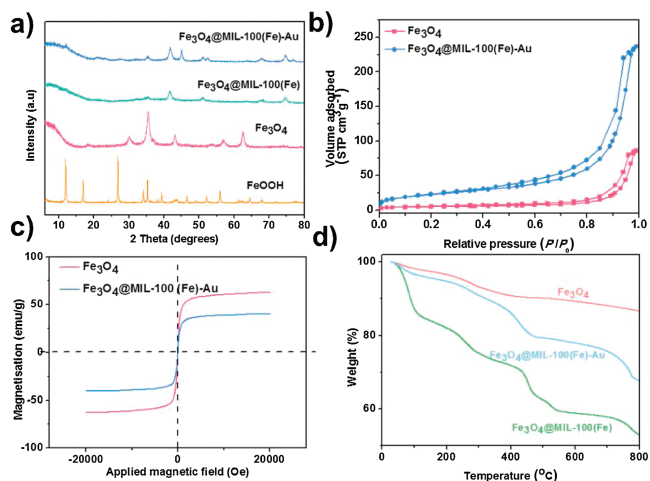 a)
Fe3O4@MIL-100(Fe)-Au
Fe3O4@MIL-100(Fe)
Fe3O4
FeOOH
Intensity (a.u)
10 20 30 40 50 60 70 80
2 Theta (degrees)
b)
Fe3O4
Fe3O4@MIL-100(Fe)-Au
Volume adsorbed
(STP cm3g-1)
250
200
150
100
50
0
0.0 0.2 0.4 0.6 0.8 1.0
Relative pressure (P/Po)
c)
Fe3O4
Fe3O4@MIL-100 (Fe)-Au
Magnetisation (emu/g)
100
50
0
-50
-100
-20000 0 20000
Applied magnetic field (Oe)
d)
Fe3O4
Fe3O4@MIL-100(Fe)-Au
Fe3O4@MIL-100(Fe)
Weight (%)
100
80
60
0 200 400 600 800
Temperature (OC)